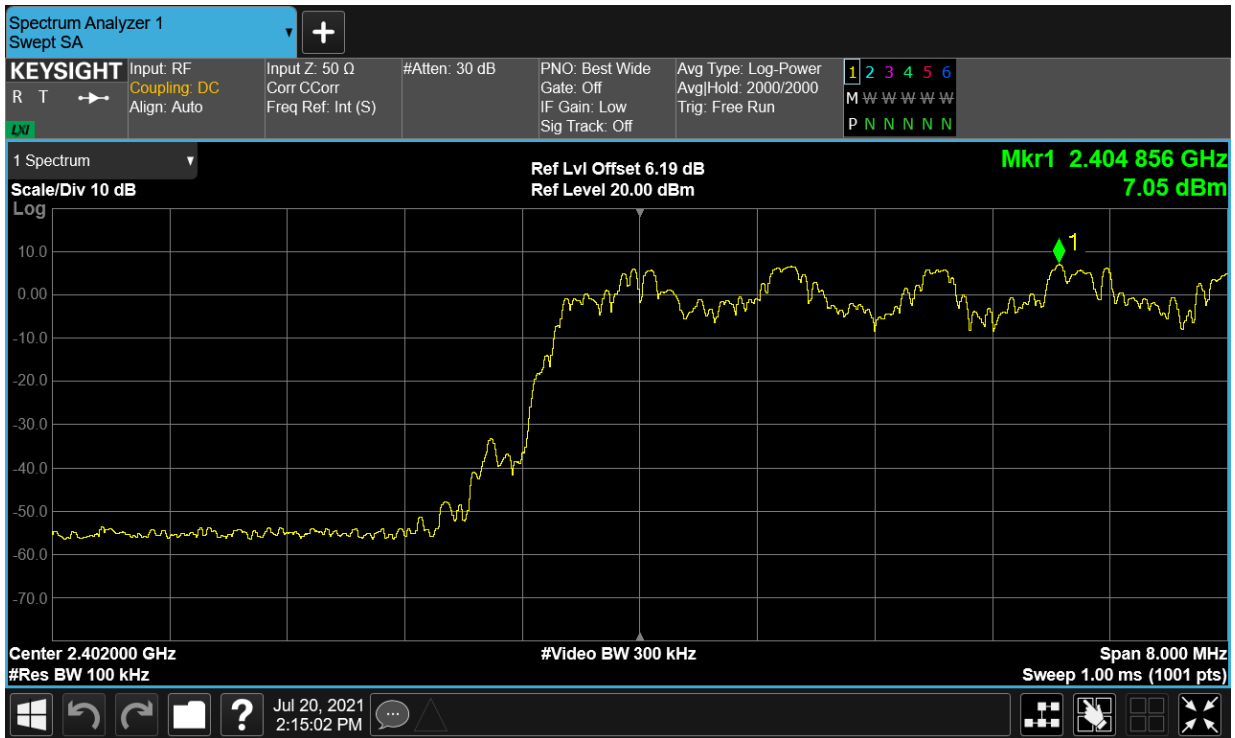 Spectrum Analyzer 1
Swept SA
KEYSIGHT
R T
LXI
Input: RF
Coupling: DC
Align: Auto
Input Z: 50 Ω
Corr CCorr
Freq Ref: Int (S)
#Atten: 30 dB
PNO: Best Wide
Gate: Off
IF Gain: Low
Sig Track: Off
Avg Type: Log-Power
Avg|Hold: 2000/2000
Trig: Free Run
1 2 3 4 5 6
M W W W W W
P N N N N N
1 Spectrum
Scale/Div 10 dB
Log
Ref Lvl Offset 6.19 dB
Ref Level 20.00 dBm
Mkr1 2.404 856 GHz
7.05 dBm
1
10.0
0.00
-10.0
-20.0
-30.0
-40.0
-50.0
-60.0
-70.0
Center 2.402000 GHz
#Res BW 100 kHz
#Video BW 300 kHz
Span 8.000 MHz
Sweep 1.00 ms (1001 pts)
?
Jul 20, 2021
2:15:02 PM